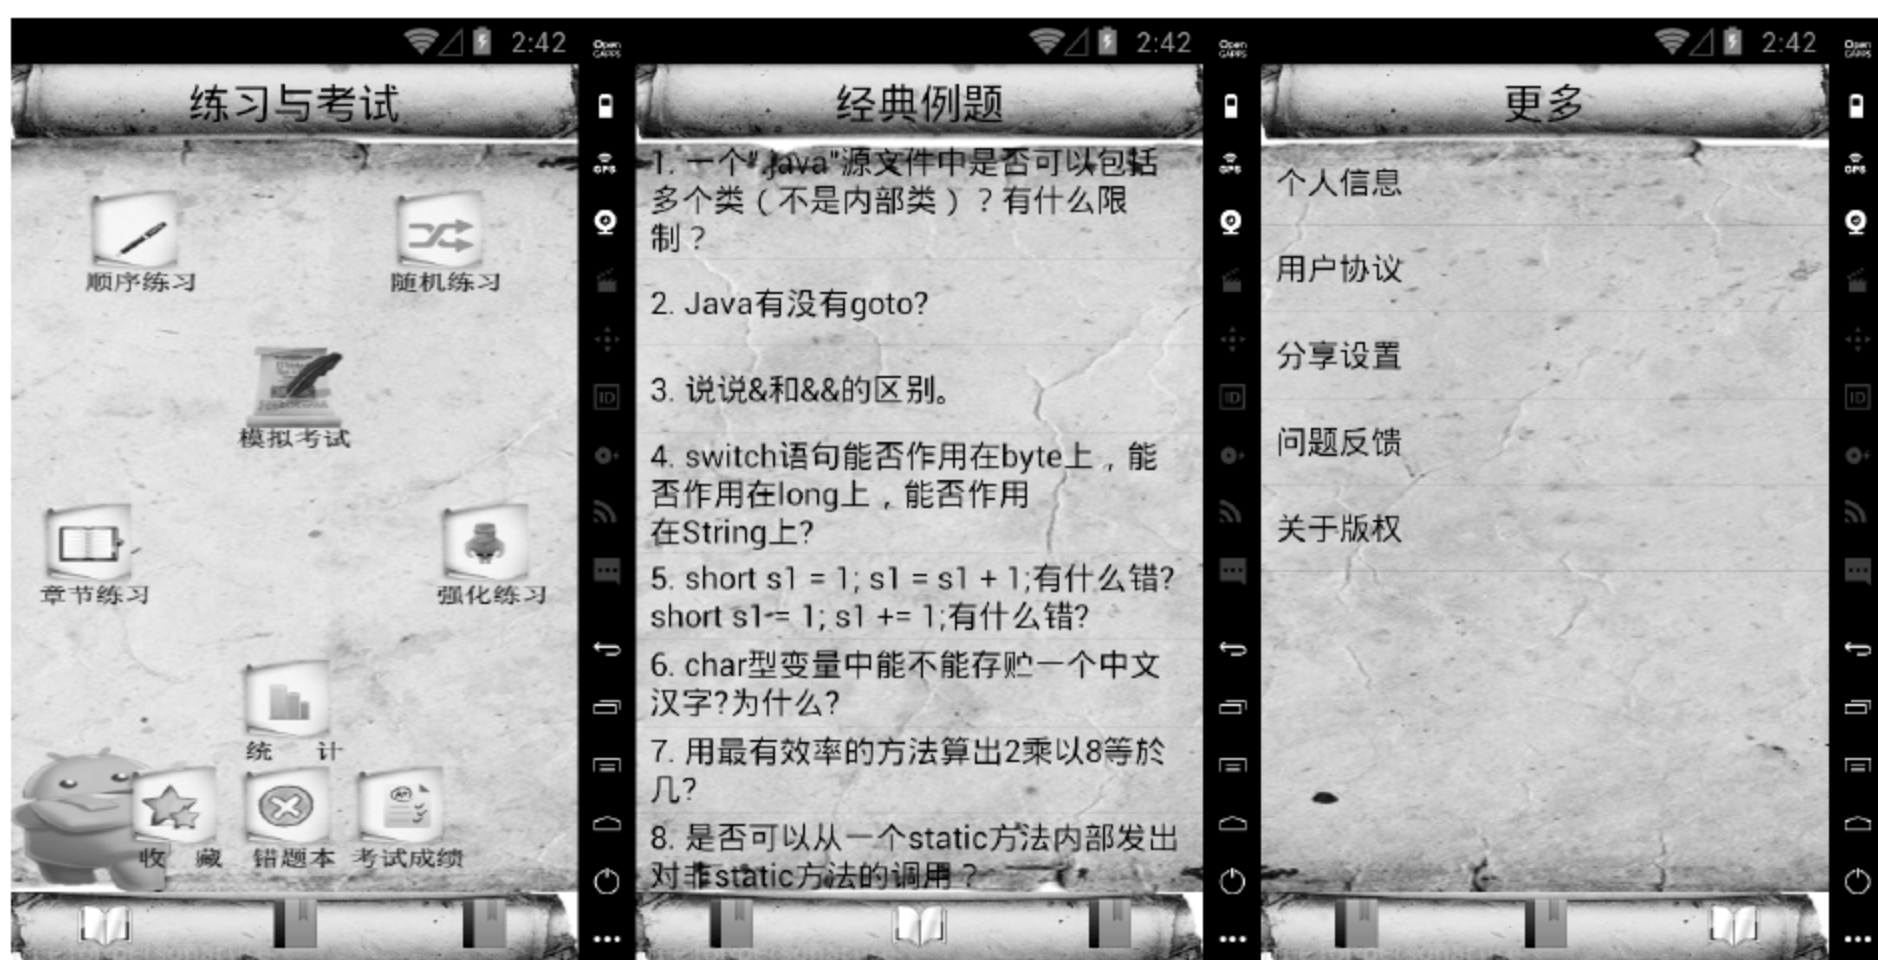 2:42
练习与考试
顺序练习
随机练习
模拟考试
章节练习
强化练习
统 计
收 藏
错题本
考试成绩
Open
GAPPS
GPS
ID
2:42
经典例题
1. 一个".java"源文件中是否可以包括
多个类（不是内部类）？有什么限
制？
2. Java有没有goto?
3. 说说&和&&的区别。
4. switch语句能否作用在byte上，能
否作用在long上，能否作用
在String上?
5. short s1 = 1; s1 = s1 + 1;有什么错?
short s1 = 1; s1 += 1;有什么错?
6. char型变量中能不能存贮一个中文
汉字?为什么?
7. 用最有效率的方法算出2乘以8等於
几?
8. 是否可以从一个static方法内部发出
对非static方法的调用？
Open
GAPPS
GPS
ID
2:42
更多
个人信息
用户协议
分享设置
问题反馈
关于版权
Open
GAPPS
GPS
ID